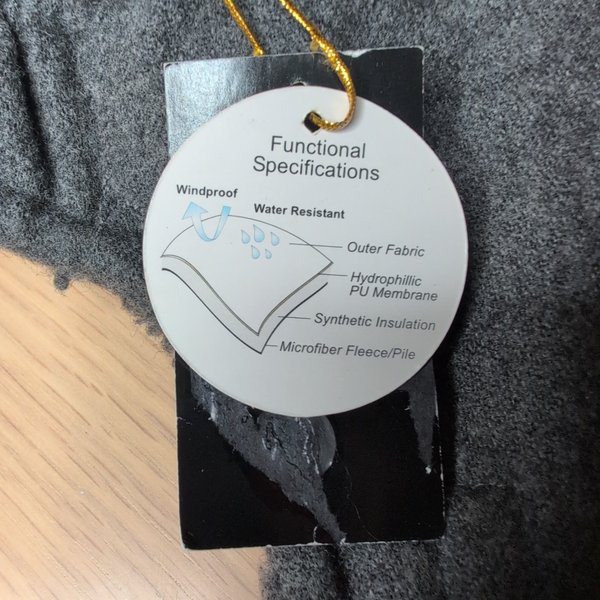 Functional
Specifications
Windproof
Water Resistant
Outer Fabric
Hydrophillic
PU Membrane
Synthetic Insulation
Microfiber Fleece/Pile